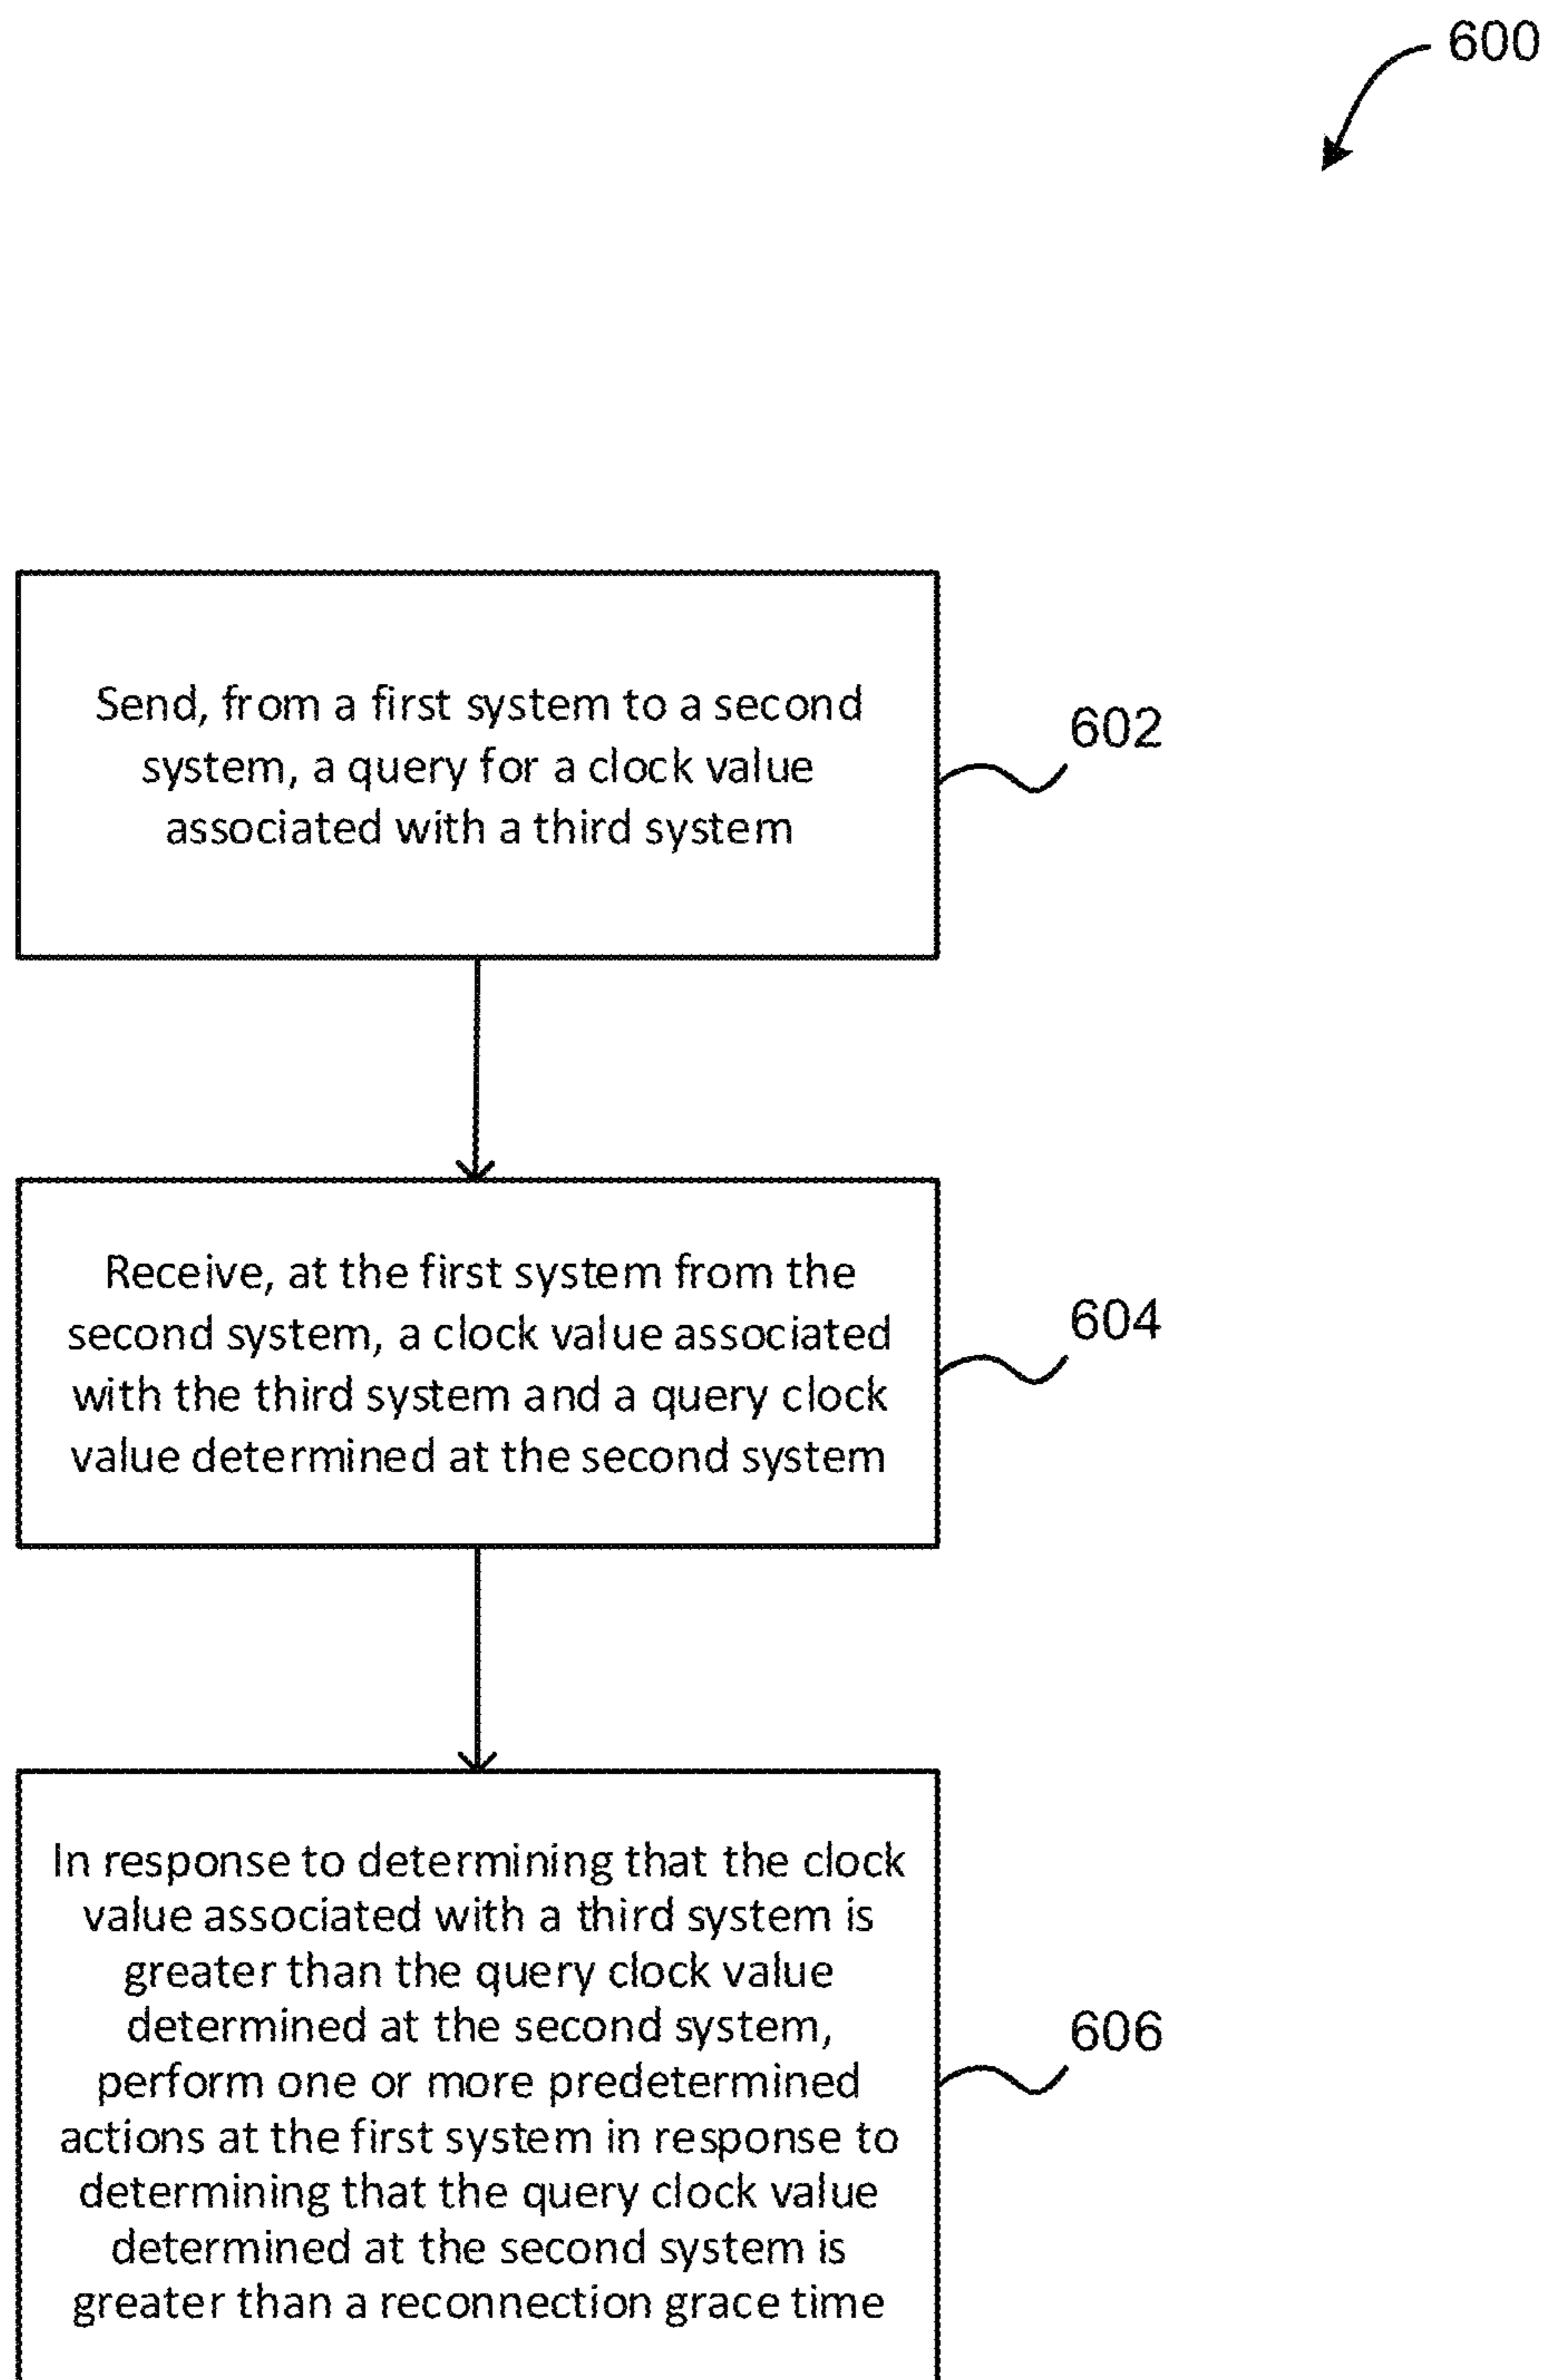 600
Send, from a first system to a second
system, a query for a clock value
associated with a third system
602
Receive, at the first system from the
second system, a clock value associated
with the third system and a query clock
value determined at the second system
604
In response to determining that the clock
value associated with a third system is
greater than the query clock value
determined at the second system,
perform one or more predetermined
actions at the first system in response to
determining that the query clock value
determined at the second system is
greater than a reconnection grace time
606